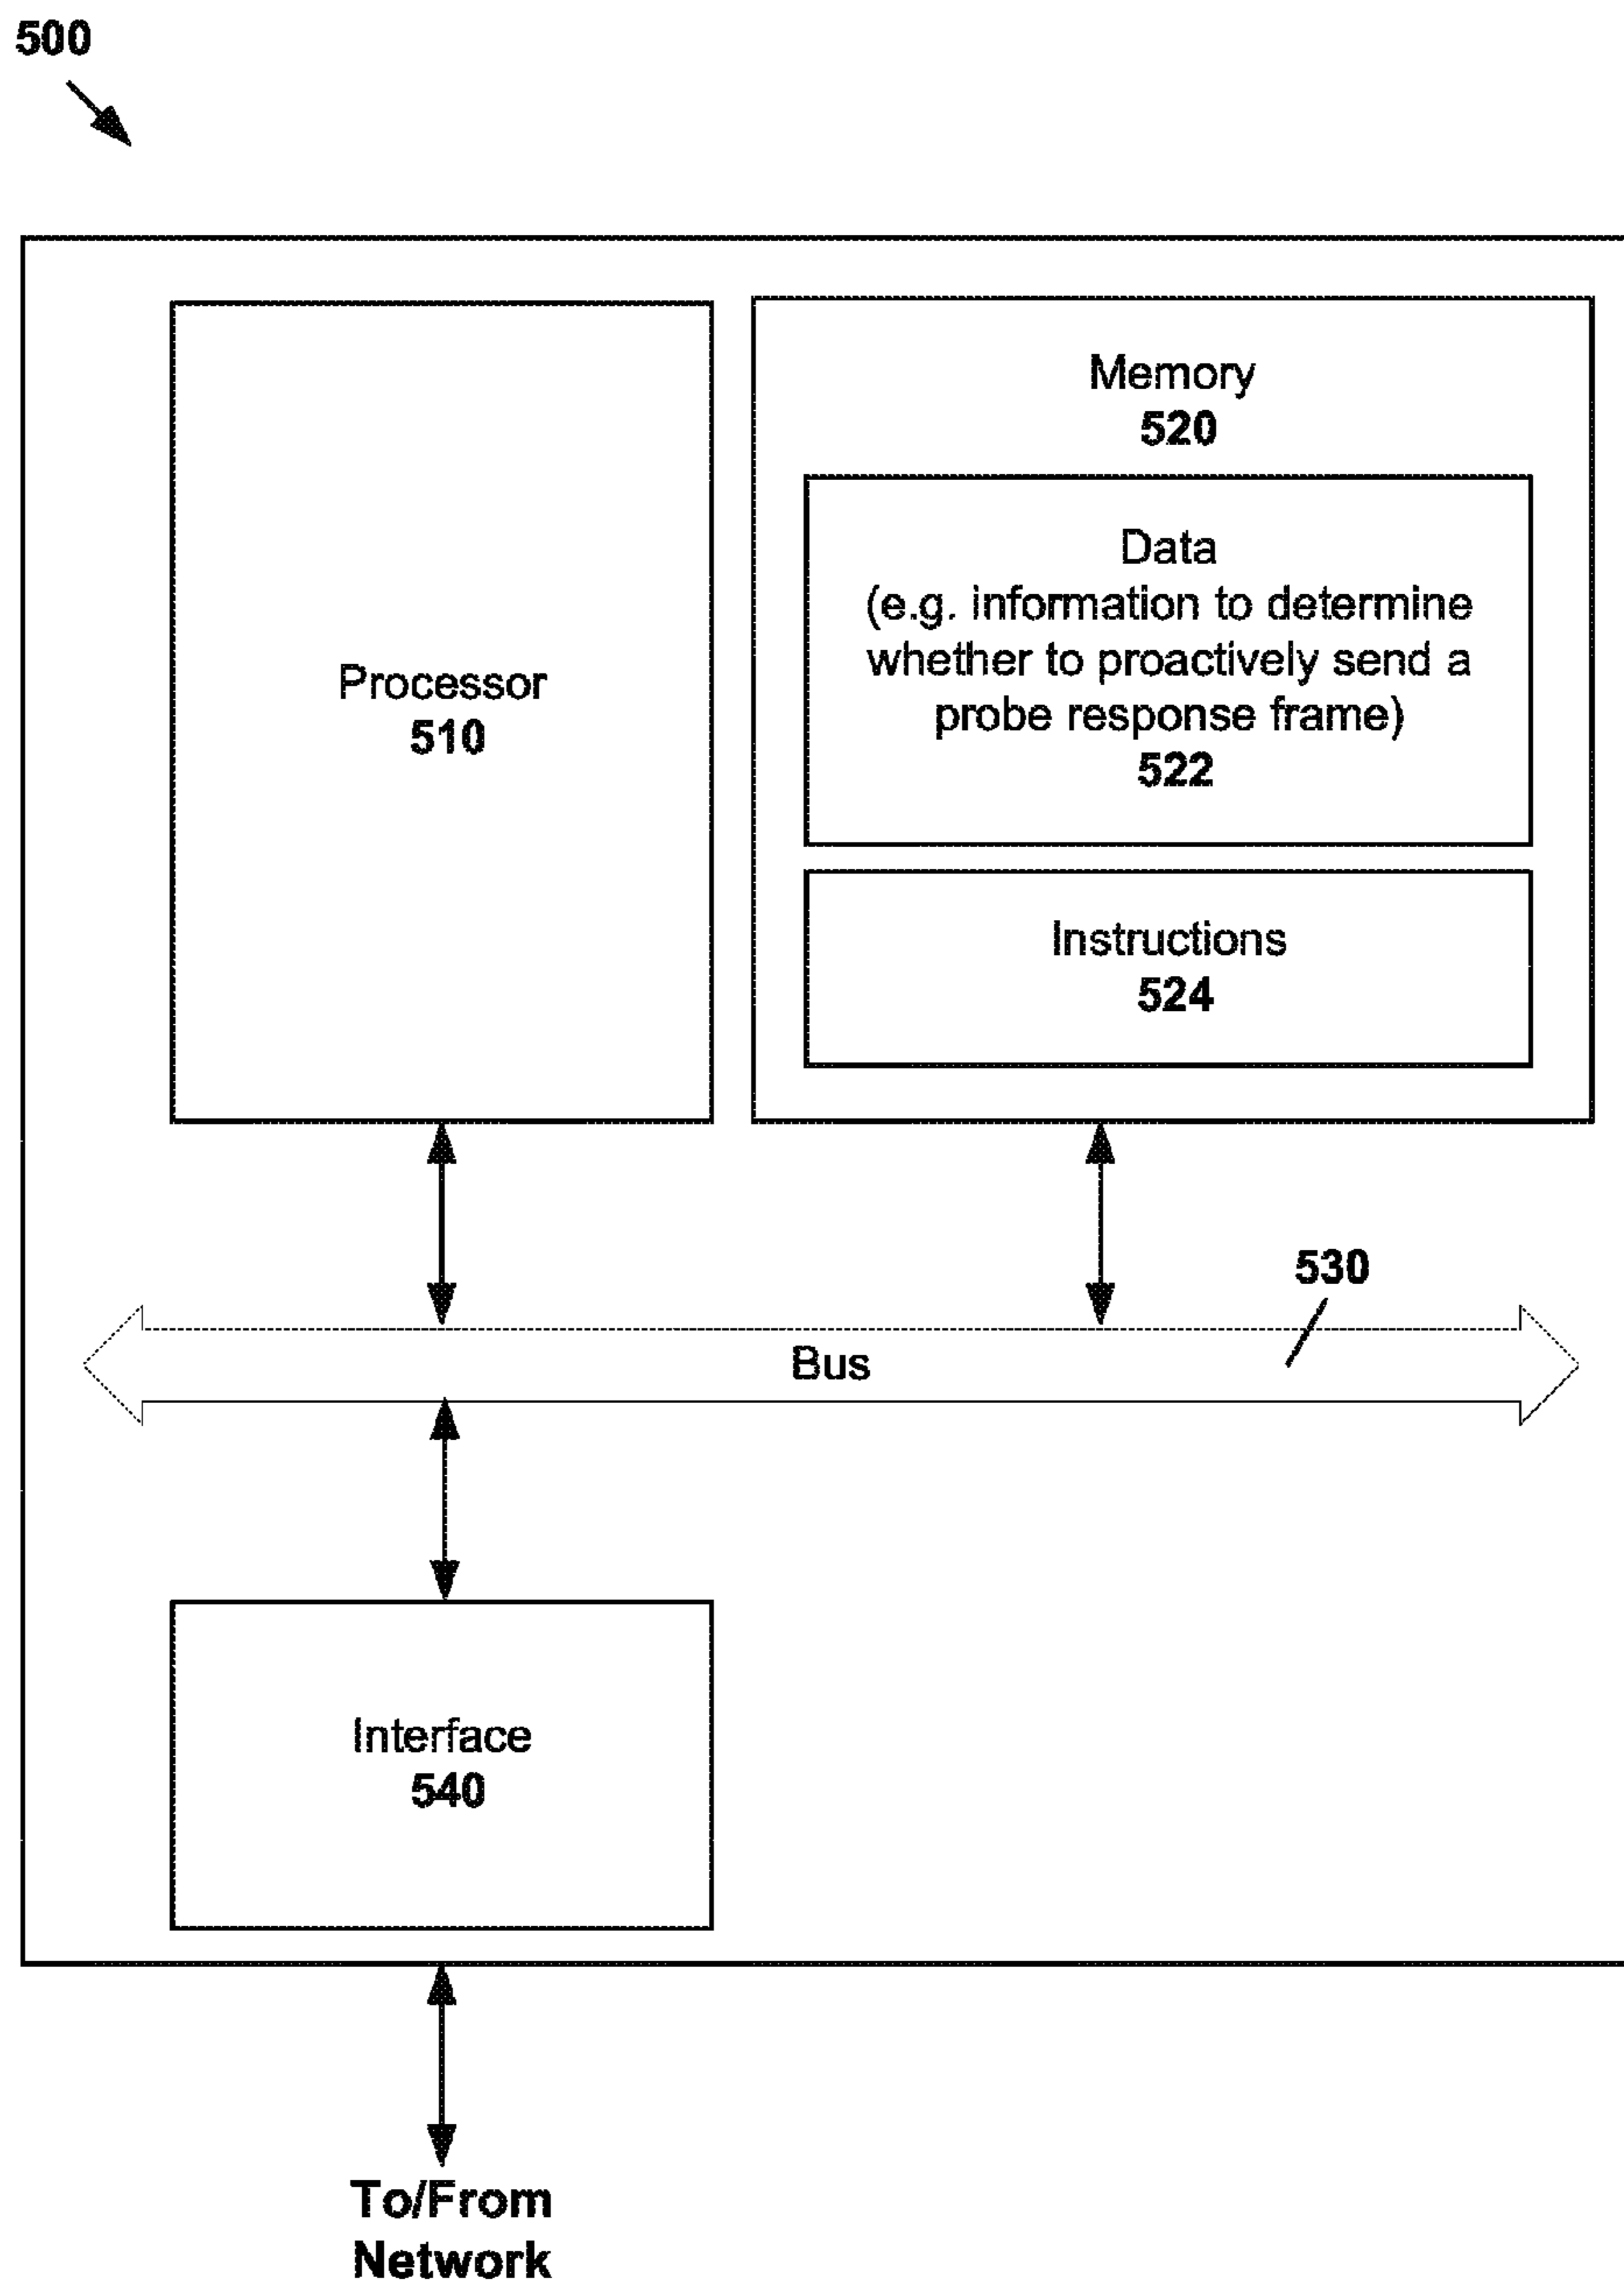 500
Processor
510
Memory
520
Data
(e.g. information to determine
whether to proactively send a
probe response frame)
522
Instructions
524
530
Bus
Interface
540
To/From
Network